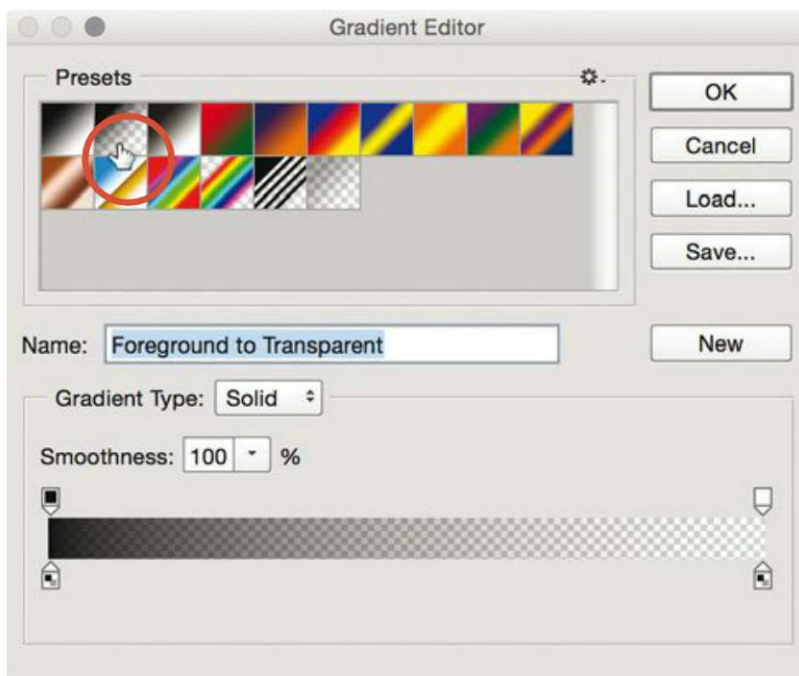 Gradient Editor
Presets
OK
Cancel
Load...
Save...
Name: Foreground to Transparent
New
Gradient Type: Solid
Smoothness: 100 %